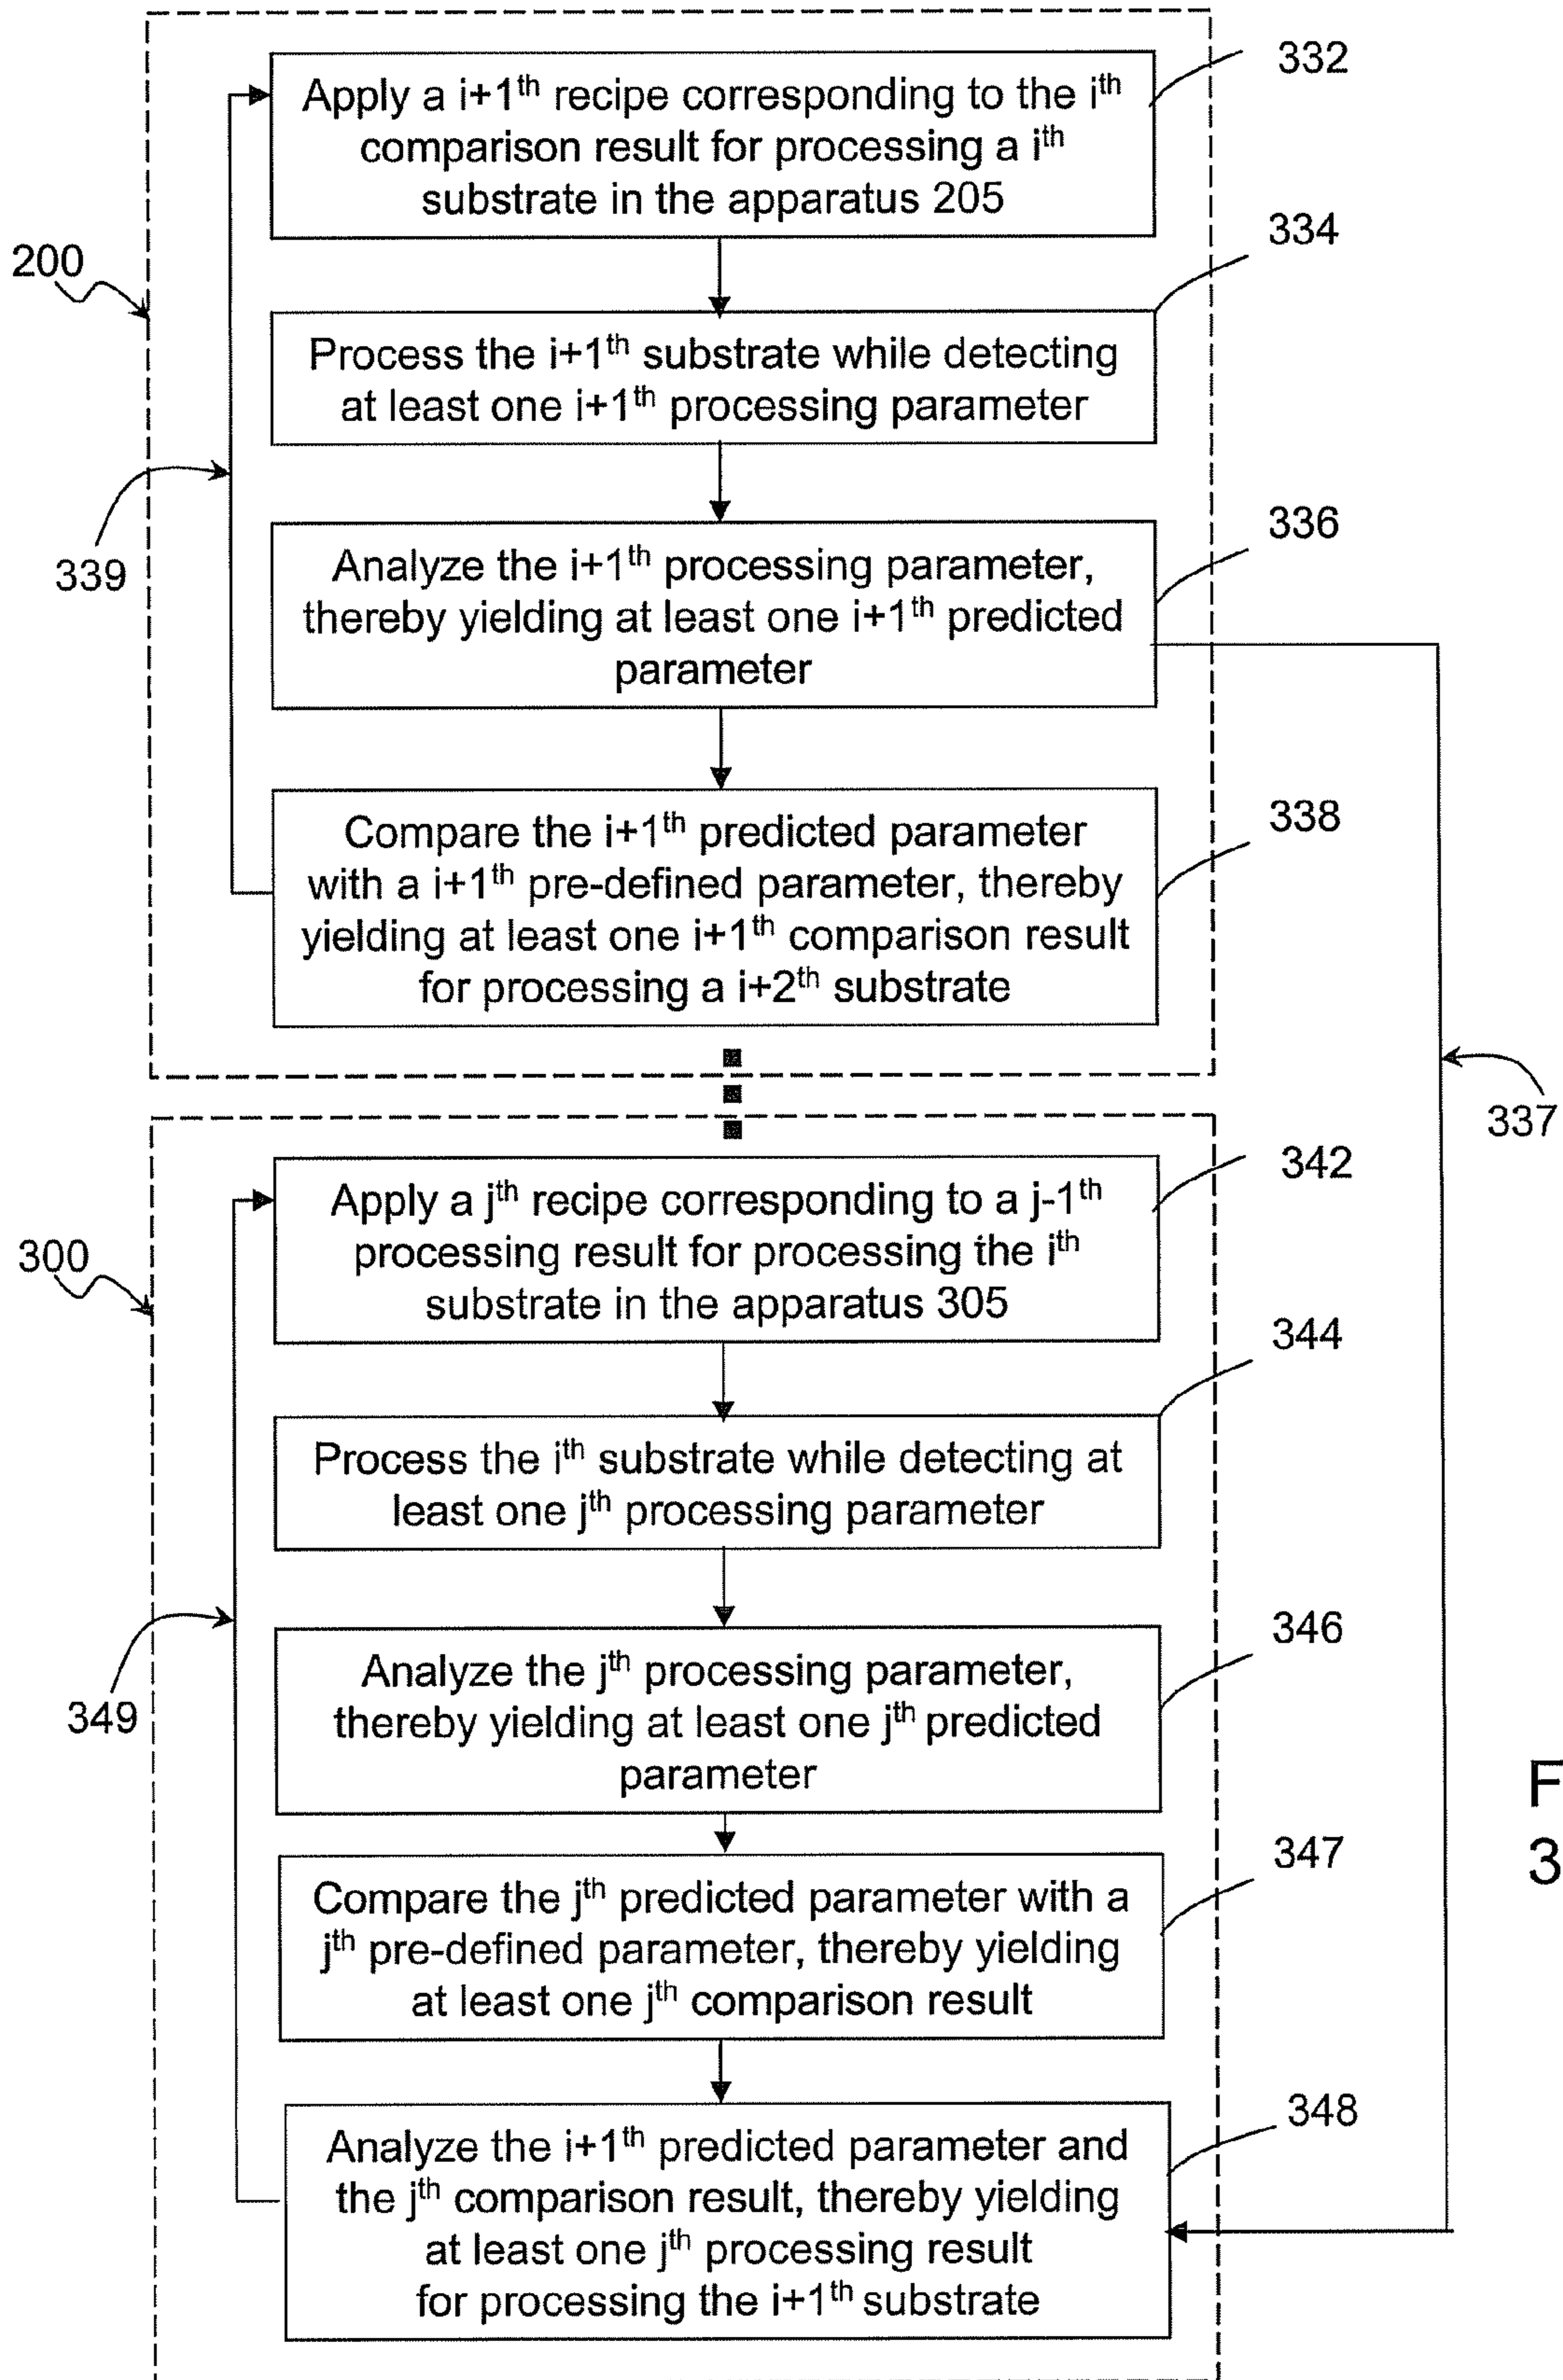 332
Apply a i+1th recipe corresponding to the ith
comparison result for processing a ith
substrate in the apparatus 205
334
200
Process the i+1th substrate while detecting
at least one i+1th processing parameter
336
339
Analyze the i+1th processing parameter,
thereby yielding at least one i+1th predicted
parameter
338
Compare the i+1th predicted parameter
with a i+1th pre-defined parameter, thereby
yielding at least one i+1th comparison result
for processing a i+2th substrate
337
342
Apply a jth recipe corresponding to a j-1th
processing result for processing the ith
substrate in the apparatus 305
300
344
Process the ith substrate while detecting at
least one jth processing parameter
346
349
Analyze the jth processing parameter,
thereby yielding at least one jth predicted
parameter
F
3
347
Compare the jth predicted parameter with a
jth pre-defined parameter, thereby yielding
at least one jth comparison result
348
Analyze the i+1th predicted parameter and
the jth comparison result, thereby yielding
at least one jth processing result
for processing the i+1th substrate